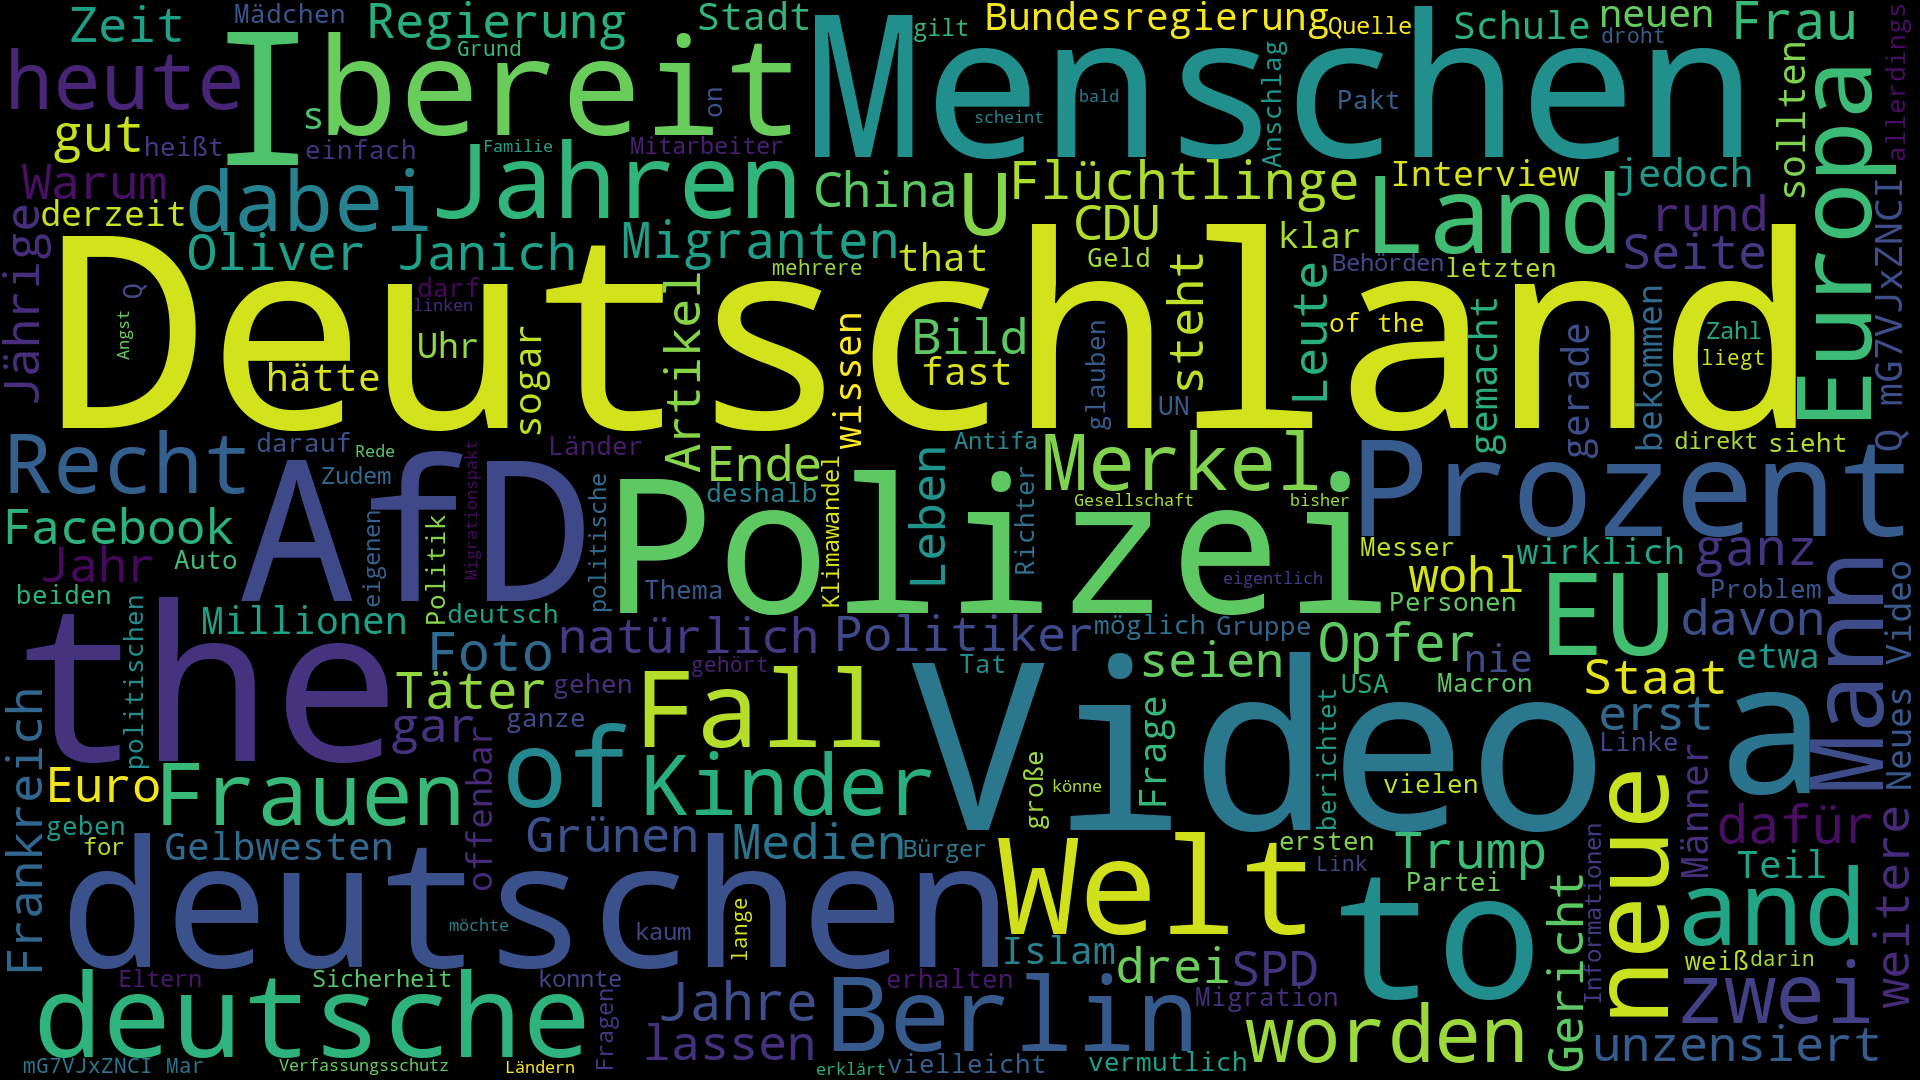 Zeit
Mädchen
Regierung
Grund
Stadt
gilt
Bundesregierung
Quelle
Schule
neuen
droht
Frau
allerdings
heute
I
bereit
Menschen
bald
scheint
Anschlag
Pakt
sollten
Europa
gut
heißt
s
einfach
Familie
Mitarbeiter
on
Warum
derzeit
dabei
Jahren
China
U
Flüchtlinge
Interview
jedoch
Oliver Janich
Migranten
that
CDU
Geld
Land
klar
rund
Seite
Behörden
letzten
Jährige
Deutschland
mehrere
darf
linken
Angst
Q
Uhr
hätte
sogar
Artikel
Wissen
Bild
fast
glauben
steht
UN
Leute
of the
gemacht
gerade
bekommen
Zahl
liegt
Q mG7VJxZNCI
Recht
darauf
Rede
Zudem
Länder
Migrationspakt
Ende
deshalb
Antifa
Merkel
Gesellschaft
bisher
Prozent
direkt
sieht
Facebook
AfD
Polizei
politische
Klimawandel
Leben
Richter
eigentlich
Messer
wohl
wirklich
ganz
Jahr
Auto
eigenen
Politik
Thema
Personen
EU
Problem
Mann
Neues Video
beiden
the
politischen
Millionen
deutsch
Foto
natürlich
Politiker
möglich
Gruppe
Opfer
nie
davon
etwa
Täter
gehen
gehört
Tat
seien
USA
Macron
Staat
erst
Linke
gar
ganze
Fall
Video
Frage
berichtet
a
Frankreich
Euro
Frauen
offenbar
of
Kinder
große
könne
vielen
neue
Männer
geben
for
Gelbwesten
Grünen
Medien
Bürger
Welt
ersten
Link
Trump
Partei
dafür
Teil
weitere
deutschen
möchte
kaum
lange
Islam
to
Gericht
Informationen
and
weiß
darin
Eltern
Sicherheit
konnte
deutsche
Fragen
Jahre
Berlin
erhalten
drei
SPD
Migration
zwei
lassen
worden
unzensiert
mG7VJxZNCI Mar
Verfassungsschutz
Ländern
erklärt
vielleicht
vermutlich